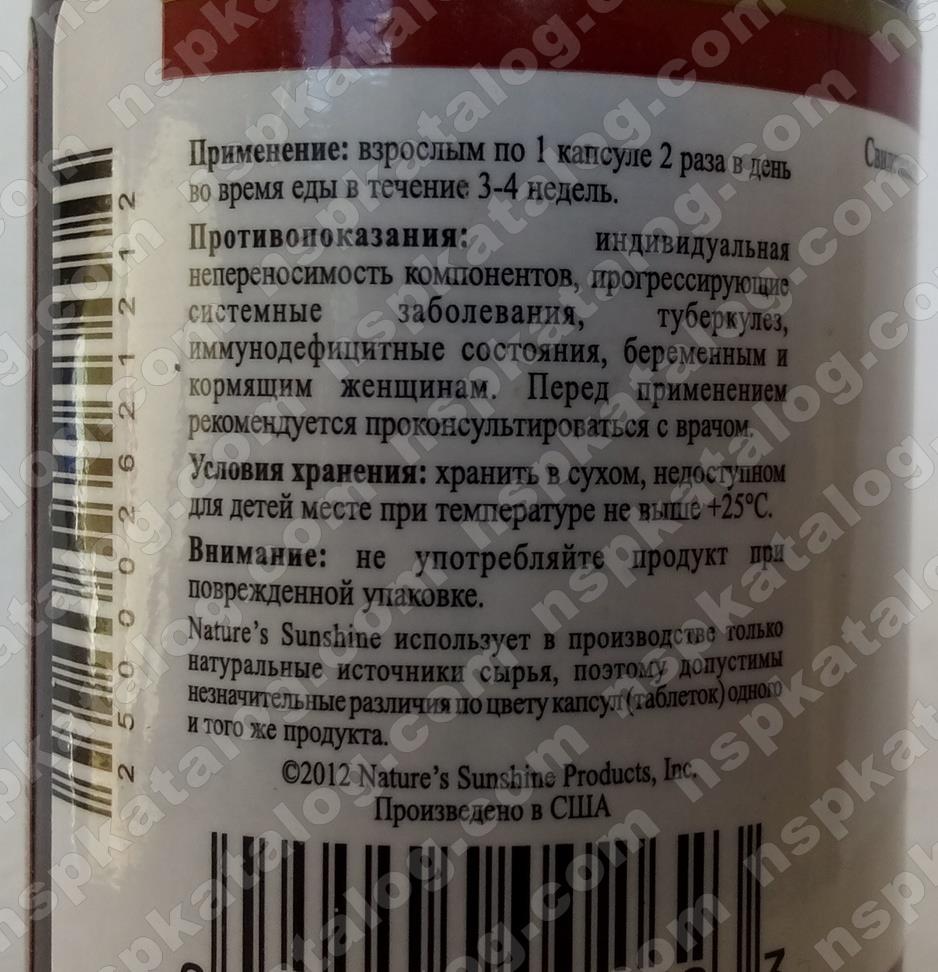 Применение: взрослым по 1 капсуле 2 раза в день
во время еды в течение 3-4 недель.
Противопоказания: индивидуальная
непереносимость компонентов, прогрессирующие
системные заболевания, туберкулез,
иммунодефицитные состояния, беременным и
кормящим женщинам. Перед применением
рекомендуется проконсультироваться с врачом.
Условия хранения: хранить в сухом, недоступном
для детей месте при температуре не выше +25°C.
Внимание: не употребляйте продукт при
поврежденной упаковке.
Nature's Sunshine использует в производстве только
натуральные источники сырья, поэтому допустимы
незначительные различия по цвету капсул (таблеток) одного
и того же продукта.
©2012 Nature's Sunshine Products, Inc.
Произведено в США
2 500026221212
nspkatalog.com